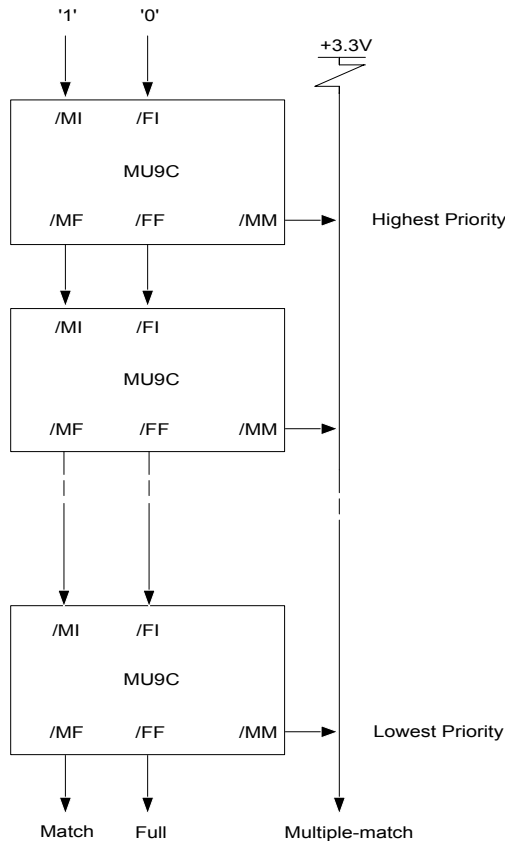 '1' '0'
+3.3V
/MI /FI
MU9C
/MF /FF /MM Highest Priority
/MI /FI
MU9C
/MF /FF /MM
/MI /FI
MU9C
/MF /FF /MM Lowest Priority
Match Full Multiple-match